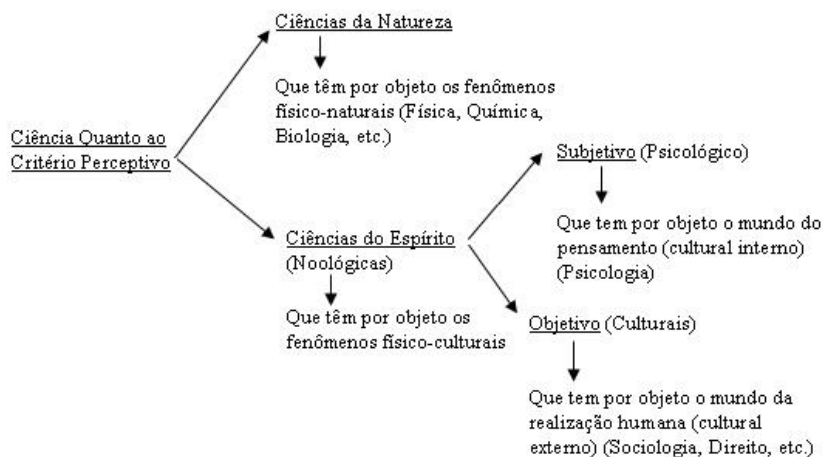 Ciências da Natureza
Que têm por objeto os fenômenos
físico-naturais (Física, Química,
Biologia, etc.)
Ciência Quanto ao
Critério Perceptivo
Ciências do Espírito
(Noológicas)
Que têm por objeto os
fenômenos físico-culturais
Subjetivo (Psicológico)
Que tem por objeto o mundo do
pensamento (cultural interno)
(Psicologia)
Objetivo (Culturais)
Que tem por objeto o mundo da
realização humana (cultural
externo) (Sociologia, Direito, etc.)